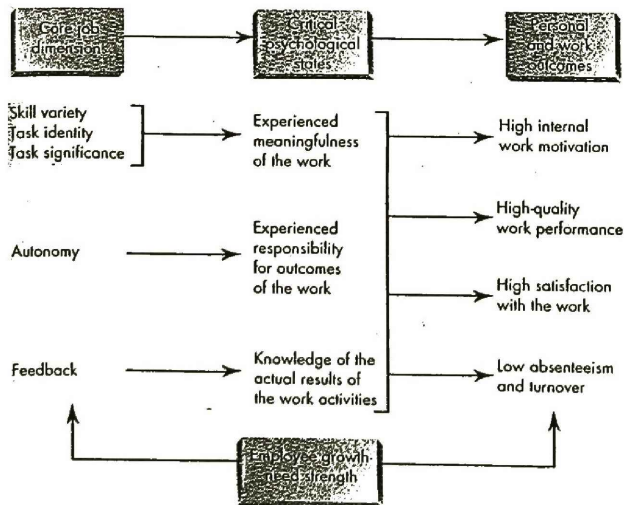 Core job
dimensions
Critical
psychological
states
Personal
and work
outcomes
Skill variety
Task identity
Task significance
Experienced
meaningfulness
of the work
High internal
work motivation
High-quality
work performance
Autonomy
Experienced
responsibility
for outcomes
of the work
High satisfaction
with the work
Feedback
Knowledge of the
actual results of
the work activities
Low absenteeism
and turnover
Employee growth-
need strength